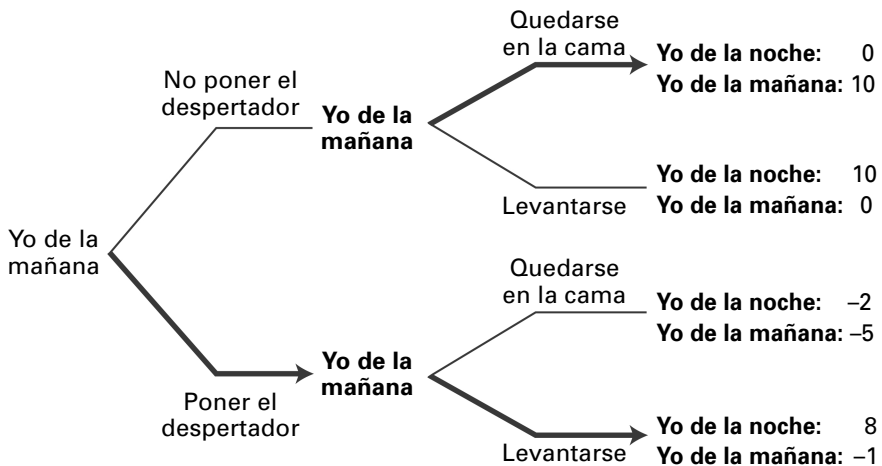 Quedarse
en la cama
Yo de la noche: 0
Yo de la mañana: 10
No poner el
despertador
Yo de la
mañana
Levantarse
Yo de la noche: 10
Yo de la mañana: 0
Yo de la
mañana
Quedarse
en la cama
Yo de la noche: –2
Yo de la mañana: –5
Yo de la
mañana
Poner el
despertador
Levantarse
Yo de la noche: 8
Yo de la mañana: –1